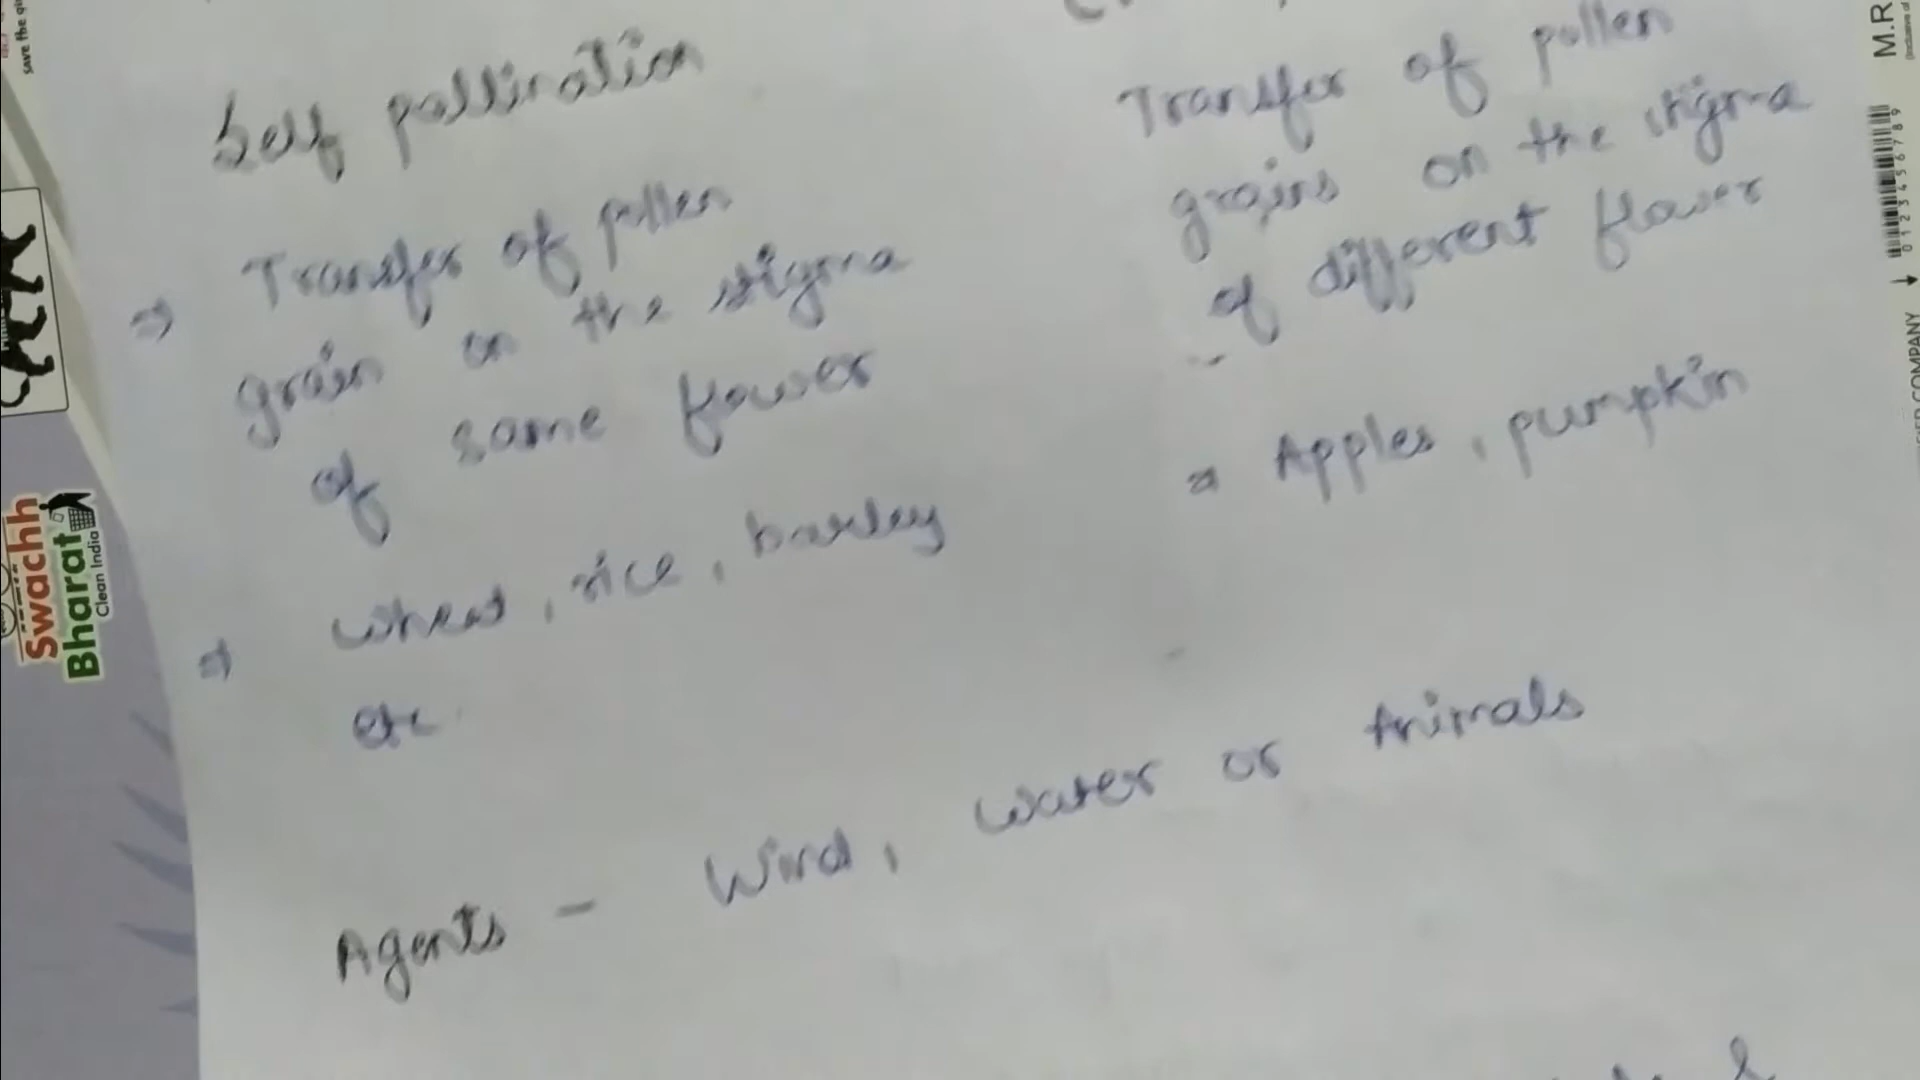 Self pollination
⇒ Transfer of pollen
grain on the stigma
of same flower
⇒ wheat, rice, barley
etc
Transfer of pollen
grains on the stigma
of different flower
⇒ Apples, pumpkin
Agents - Wind, water or Animals
Swachh
Bharat
Clean India
M.R
0123456789